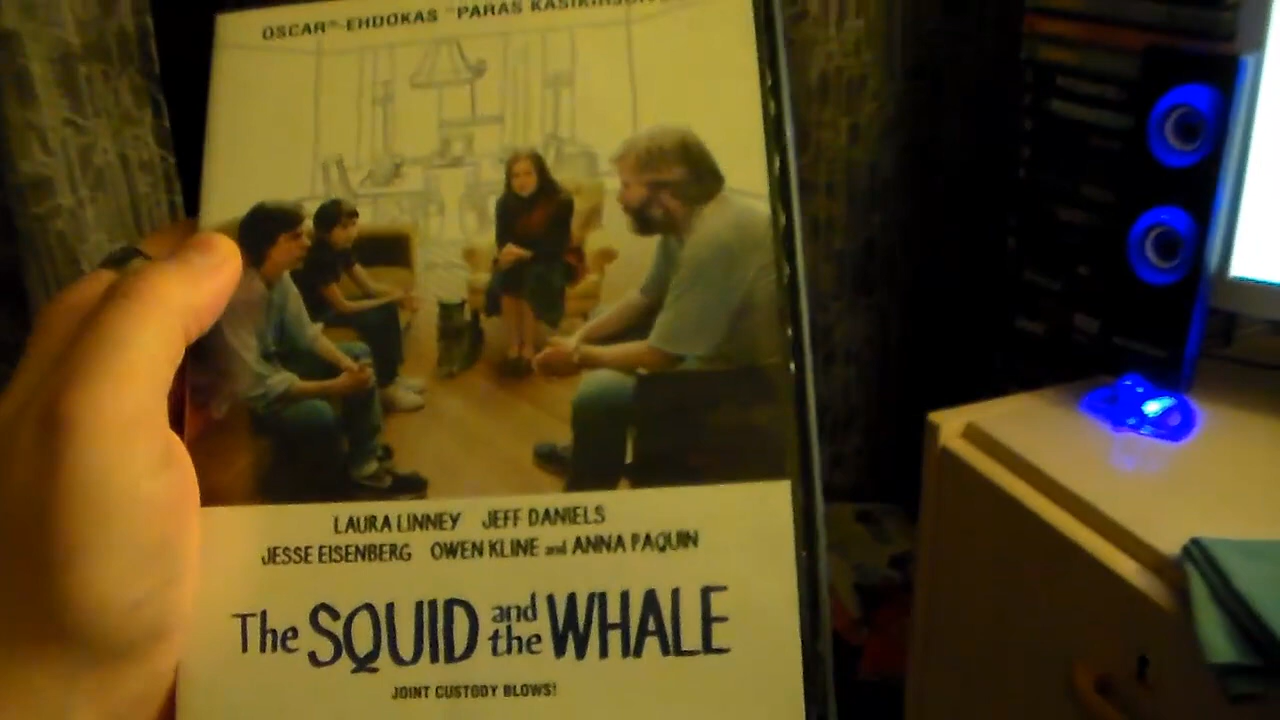 OSCAR®-EHDOKAS "PARAS
LAURA LINNEY JEFF DANIELS
JESSE EISENBERG OWEN KLINE and ANNA PAQUIN
The SQUID and the WHALE
JOINT CUSTODY BLOWS!